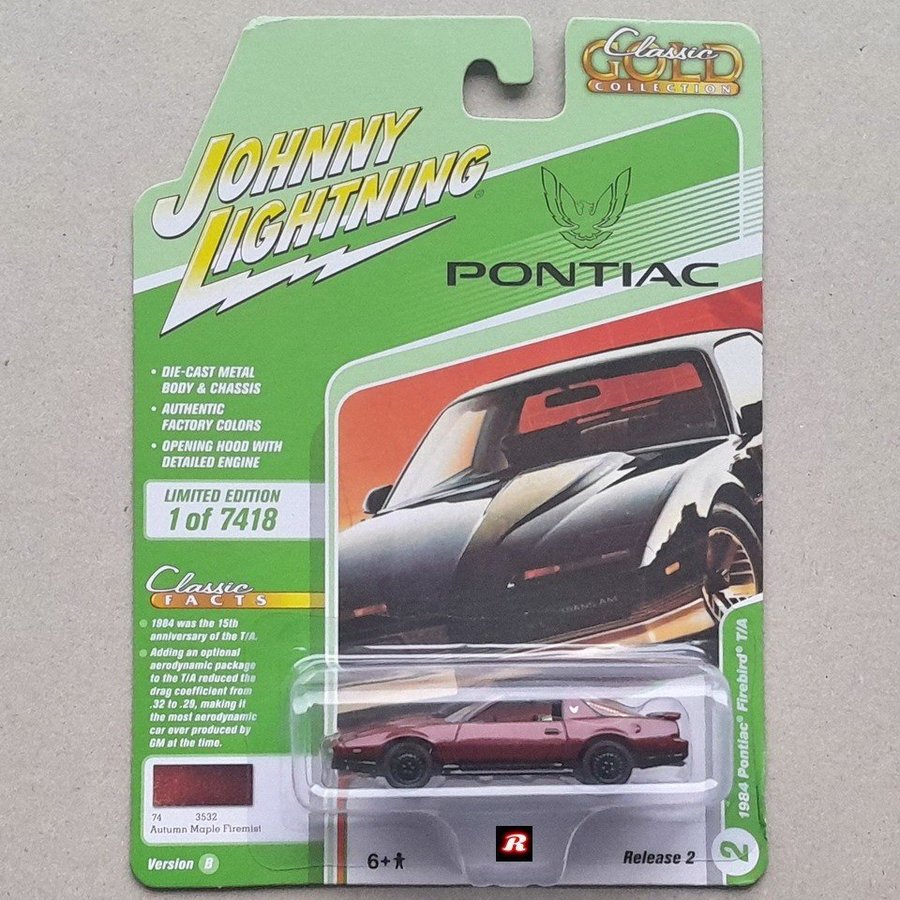 Classic
GOLD
COLLECTION
JOHNNY
LIGHTNING®
PONTIAC
• DIE-CAST METAL
BODY & CHASSIS
• AUTHENTIC
FACTORY COLORS
• OPENING HOOD WITH
DETAILED ENGINE
LIMITED EDITION
1 of 7418
Classic
FACTS
1984 was the 15th
anniversary of the T/A.
Adding an optional
aerodynamic package
to the T/A reduced the
drag coefficient from
.32 to .29, making it
the most aerodynamic
car ever produced by
GM at the time.
TRANS AM
74 3532
Autumn Maple Firemist
Version B
6+
R
Release 2
2
1984 Pontiac® Firebird® T/A